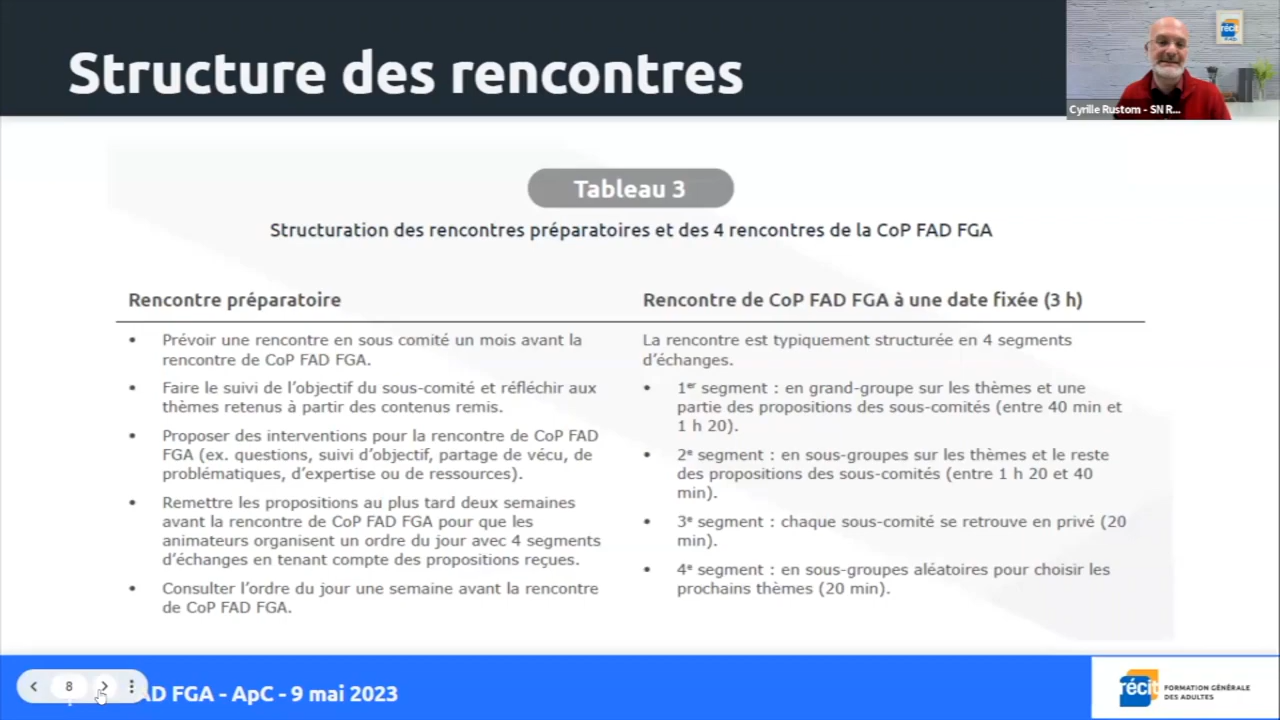 Structure des rencontres
récit
Cyrille Rustom - SN R...
Tableau 3
Structuration des rencontres préparatoires et des 4 rencontres de la CoP FAD FGA
Rencontre préparatoire
• Prévoir une rencontre en sous comité un mois avant la
rencontre de CoP FAD FGA.
• Faire le suivi de l’objectif du sous-comité et réfléchir aux
thèmes retenus à partir des contenus remis.
• Proposer des interventions pour la rencontre de CoP FAD
FGA (ex. questions, suivi d’objectif, partage de vécu, de
problématiques, d’expertise ou de ressources).
• Remettre les propositions au plus tard deux semaines
avant la rencontre de CoP FAD FGA pour que les
animateurs organisent un ordre du jour avec 4 segments
d’échanges en tenant compte des propositions reçues.
• Consulter l’ordre du jour une semaine avant la rencontre
de CoP FAD FGA.
Rencontre de CoP FAD FGA à une date fixée (3 h)
La rencontre est typiquement structurée en 4 segments
d’échanges.
• 1er segment : en grand-groupe sur les thèmes et une
partie des propositions des sous-comités (entre 40 min et
1 h 20).
• 2e segment : en sous-groupes sur les thèmes et le reste
des propositions des sous-comités (entre 1 h 20 et 40
min).
• 3e segment : chaque sous-comité se retrouve en privé (20
min).
• 4e segment : en sous-groupes aléatoires pour choisir les
prochains thèmes (20 min).
8
AD FGA - ApC - 9 mai 2023
récit
FORMATION GÉNÉRALE
DES ADULTES